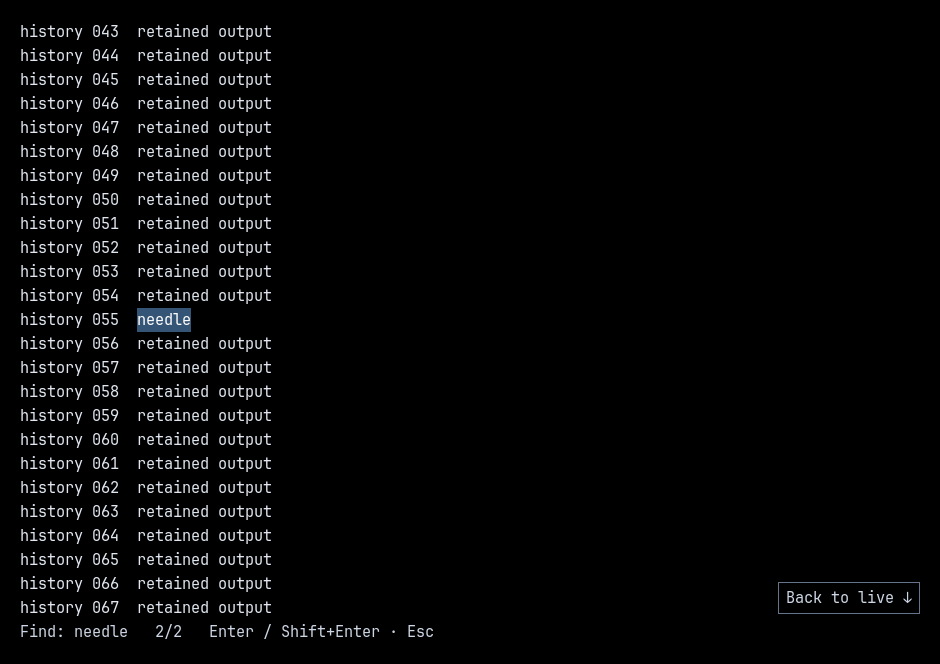 history 043  retained output
history 044  retained output
history 045  retained output
history 046  retained output
history 047  retained output
history 048  retained output
history 049  retained output
history 050  retained output
history 051  retained output
history 052  retained output
history 053  retained output
history 054  retained output
history 055  needle
history 056  retained output
history 057  retained output
history 058  retained output
history 059  retained output
history 060  retained output
history 061  retained output
history 062  retained output
history 063  retained output
history 064  retained output
history 065  retained output
history 066  retained output
Back to live ↓
history 067  retained output
Find: needle   2/2   Enter / Shift+Enter · Esc